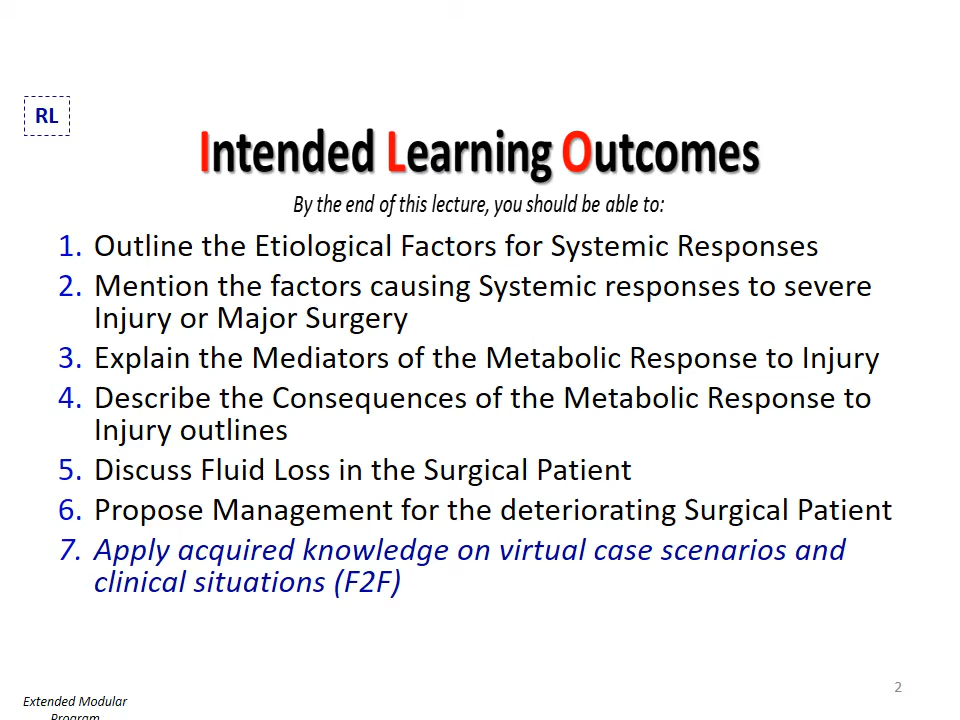 RL
Intended Learning Outcomes
By the end of this lecture, you should be able to:
1. Outline the Etiological Factors for Systemic Responses
2. Mention the factors causing Systemic responses to severe
Injury or Major Surgery
3. Explain the Mediators of the Metabolic Response to Injury
4. Describe the Consequences of the Metabolic Response to
Injury outlines
5. Discuss Fluid Loss in the Surgical Patient
6. Propose Management for the deteriorating Surgical Patient
7. Apply acquired knowledge on virtual case scenarios and
clinical situations (F2F)
2
Extended Modular
Program